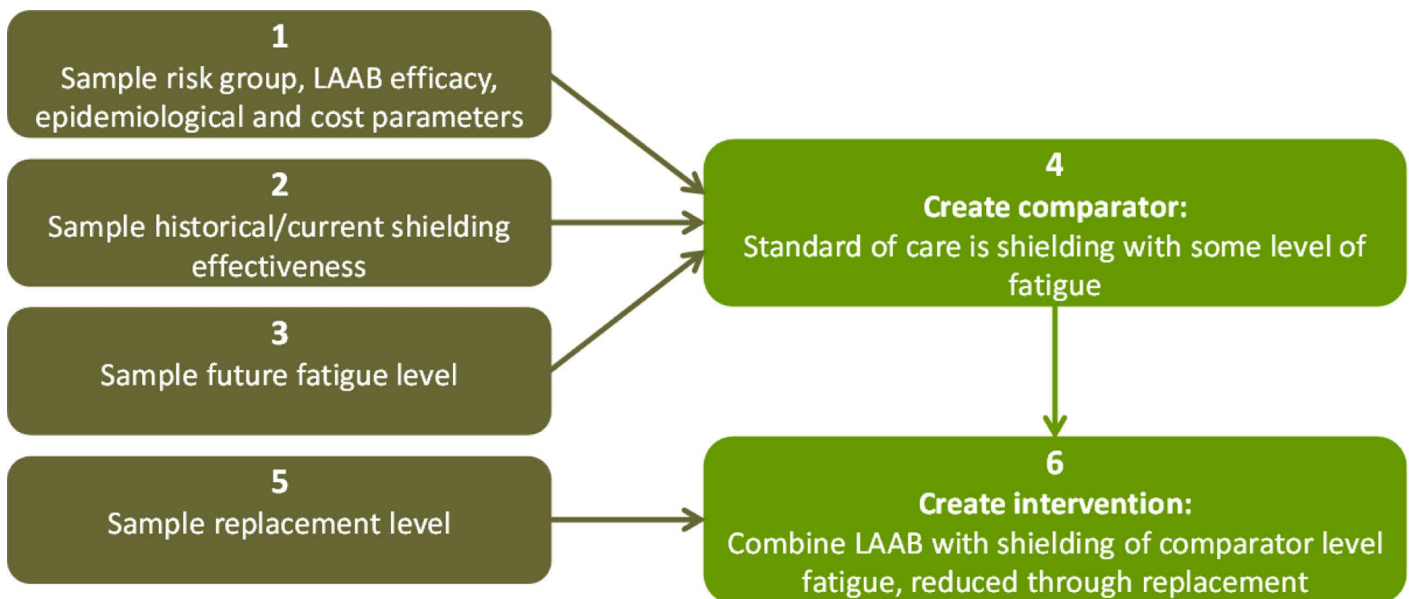 1
Sample risk group, LAAB efficacy,
epidemiological and cost parameters
2
Sample historical/current shielding
effectiveness
3
Sample future fatigue level
4
Create comparator:
Standard of care is shielding with some level of
fatigue
5
Sample replacement level
6
Create intervention:
Combine LAAB with shielding of comparator level
fatigue, reduced through replacement